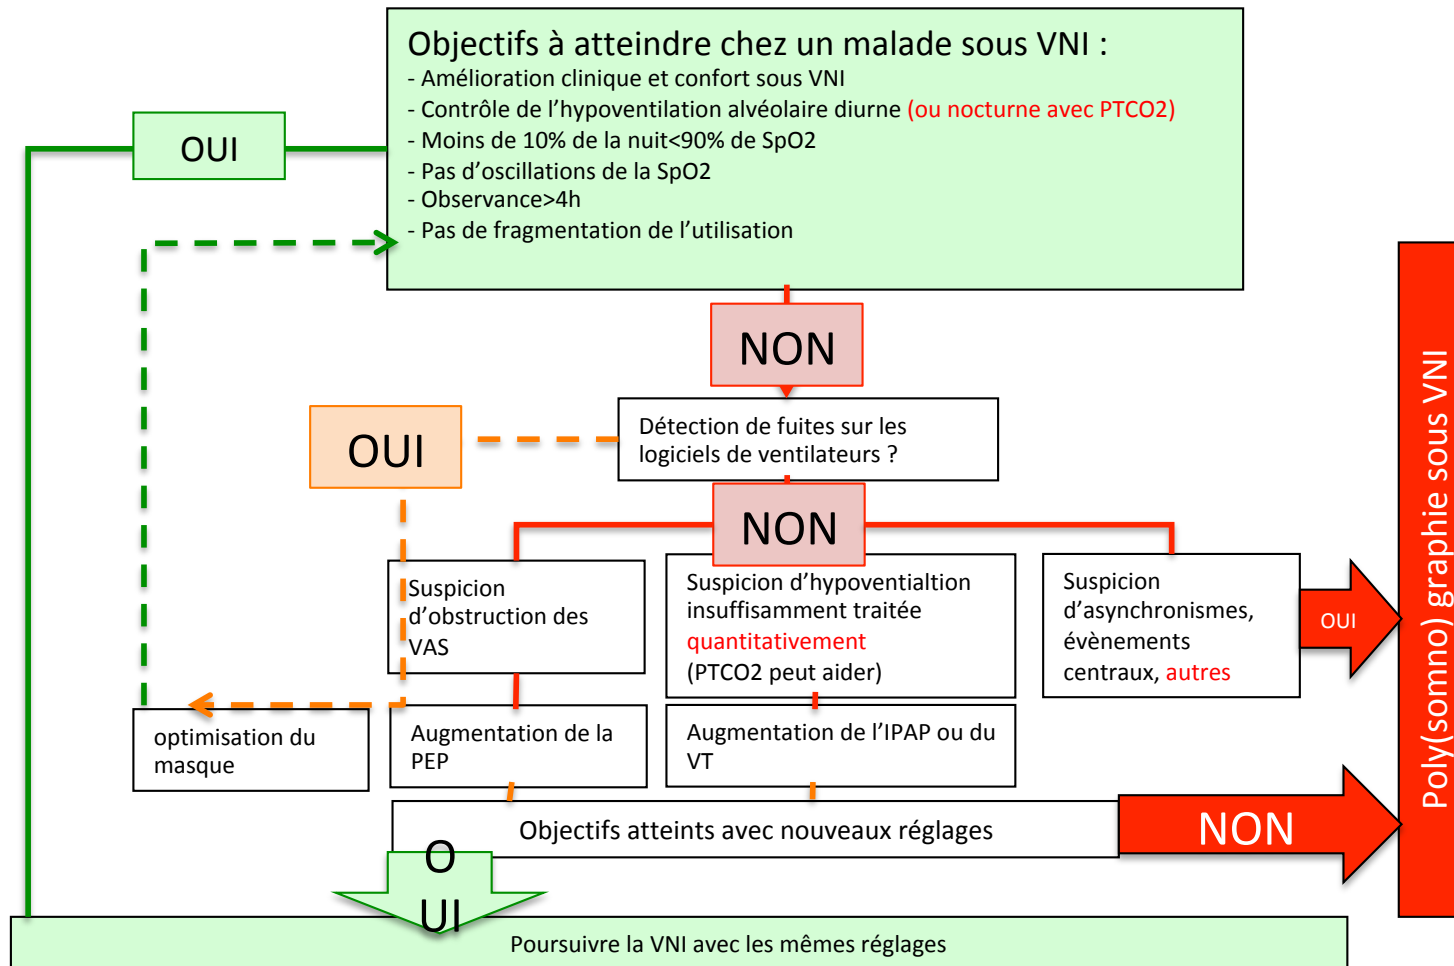 Objectifs à atteindre chez un malade sous VNI :
- Amélioration clinique et confort sous VNI
- Contrôle de l'hypoventilation alvéolaire diurne (ou nocturne avec PTCO2)
- Moins de 10% de la nuit<90% de SpO2
- Pas d'oscillations de la SpO2
- Observance>4h
- Pas de fragmentation de l'utilisation
OUI
NON
Détection de fuites sur les
logiciels de ventilateurs ?
OUI
NON
Suspicion
d'obstruction des
VAS
Suspicion d'hypoventialtion
insuffisamment traitée
quantitativement
(PTCO2 peut aider)
Suspicion
d'asynchronismes,
évènements
centraux, autres
OUI
Poly(somno) graphie sous VNI
optimisation du
masque
Augmentation de la
PEP
Augmentation de l'IPAP ou du
VT
Objectifs atteints avec nouveaux réglages
NON
O
UI
Poursuivre la VNI avec les mêmes réglages